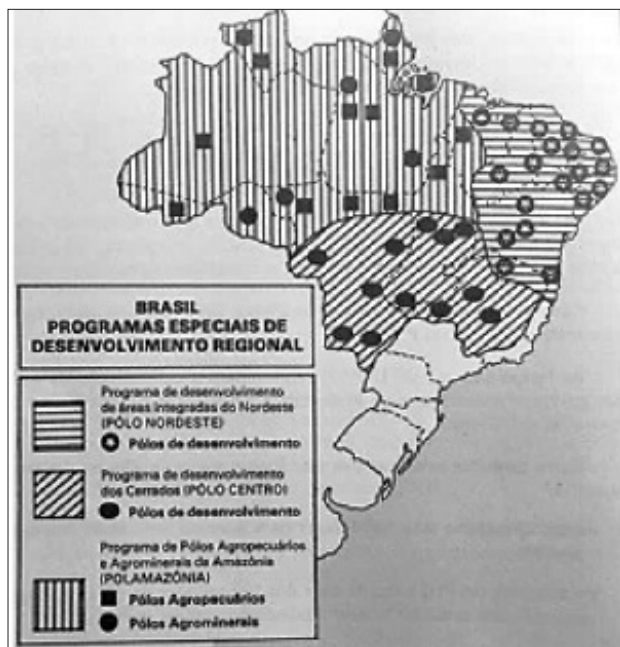 BRASIL
PROGRAMAS ESPECIAIS DE
DESENVOLVIMENTO REGIONAL
Programa de desenvolvimento
de áreas integradas do Nordeste
(PÓLO NORDESTE)
Pólos de desenvolvimento
Programa de desenvolvimento
dos Cerrados (PÓLO CENTRO)
Pólos de desenvolvimento
Programa de Pólos Agropecuários
e Agrominerais da Amazônia
(POLAMAZÔNIA)
Pólos Agropecuários
Pólos Agrominerais